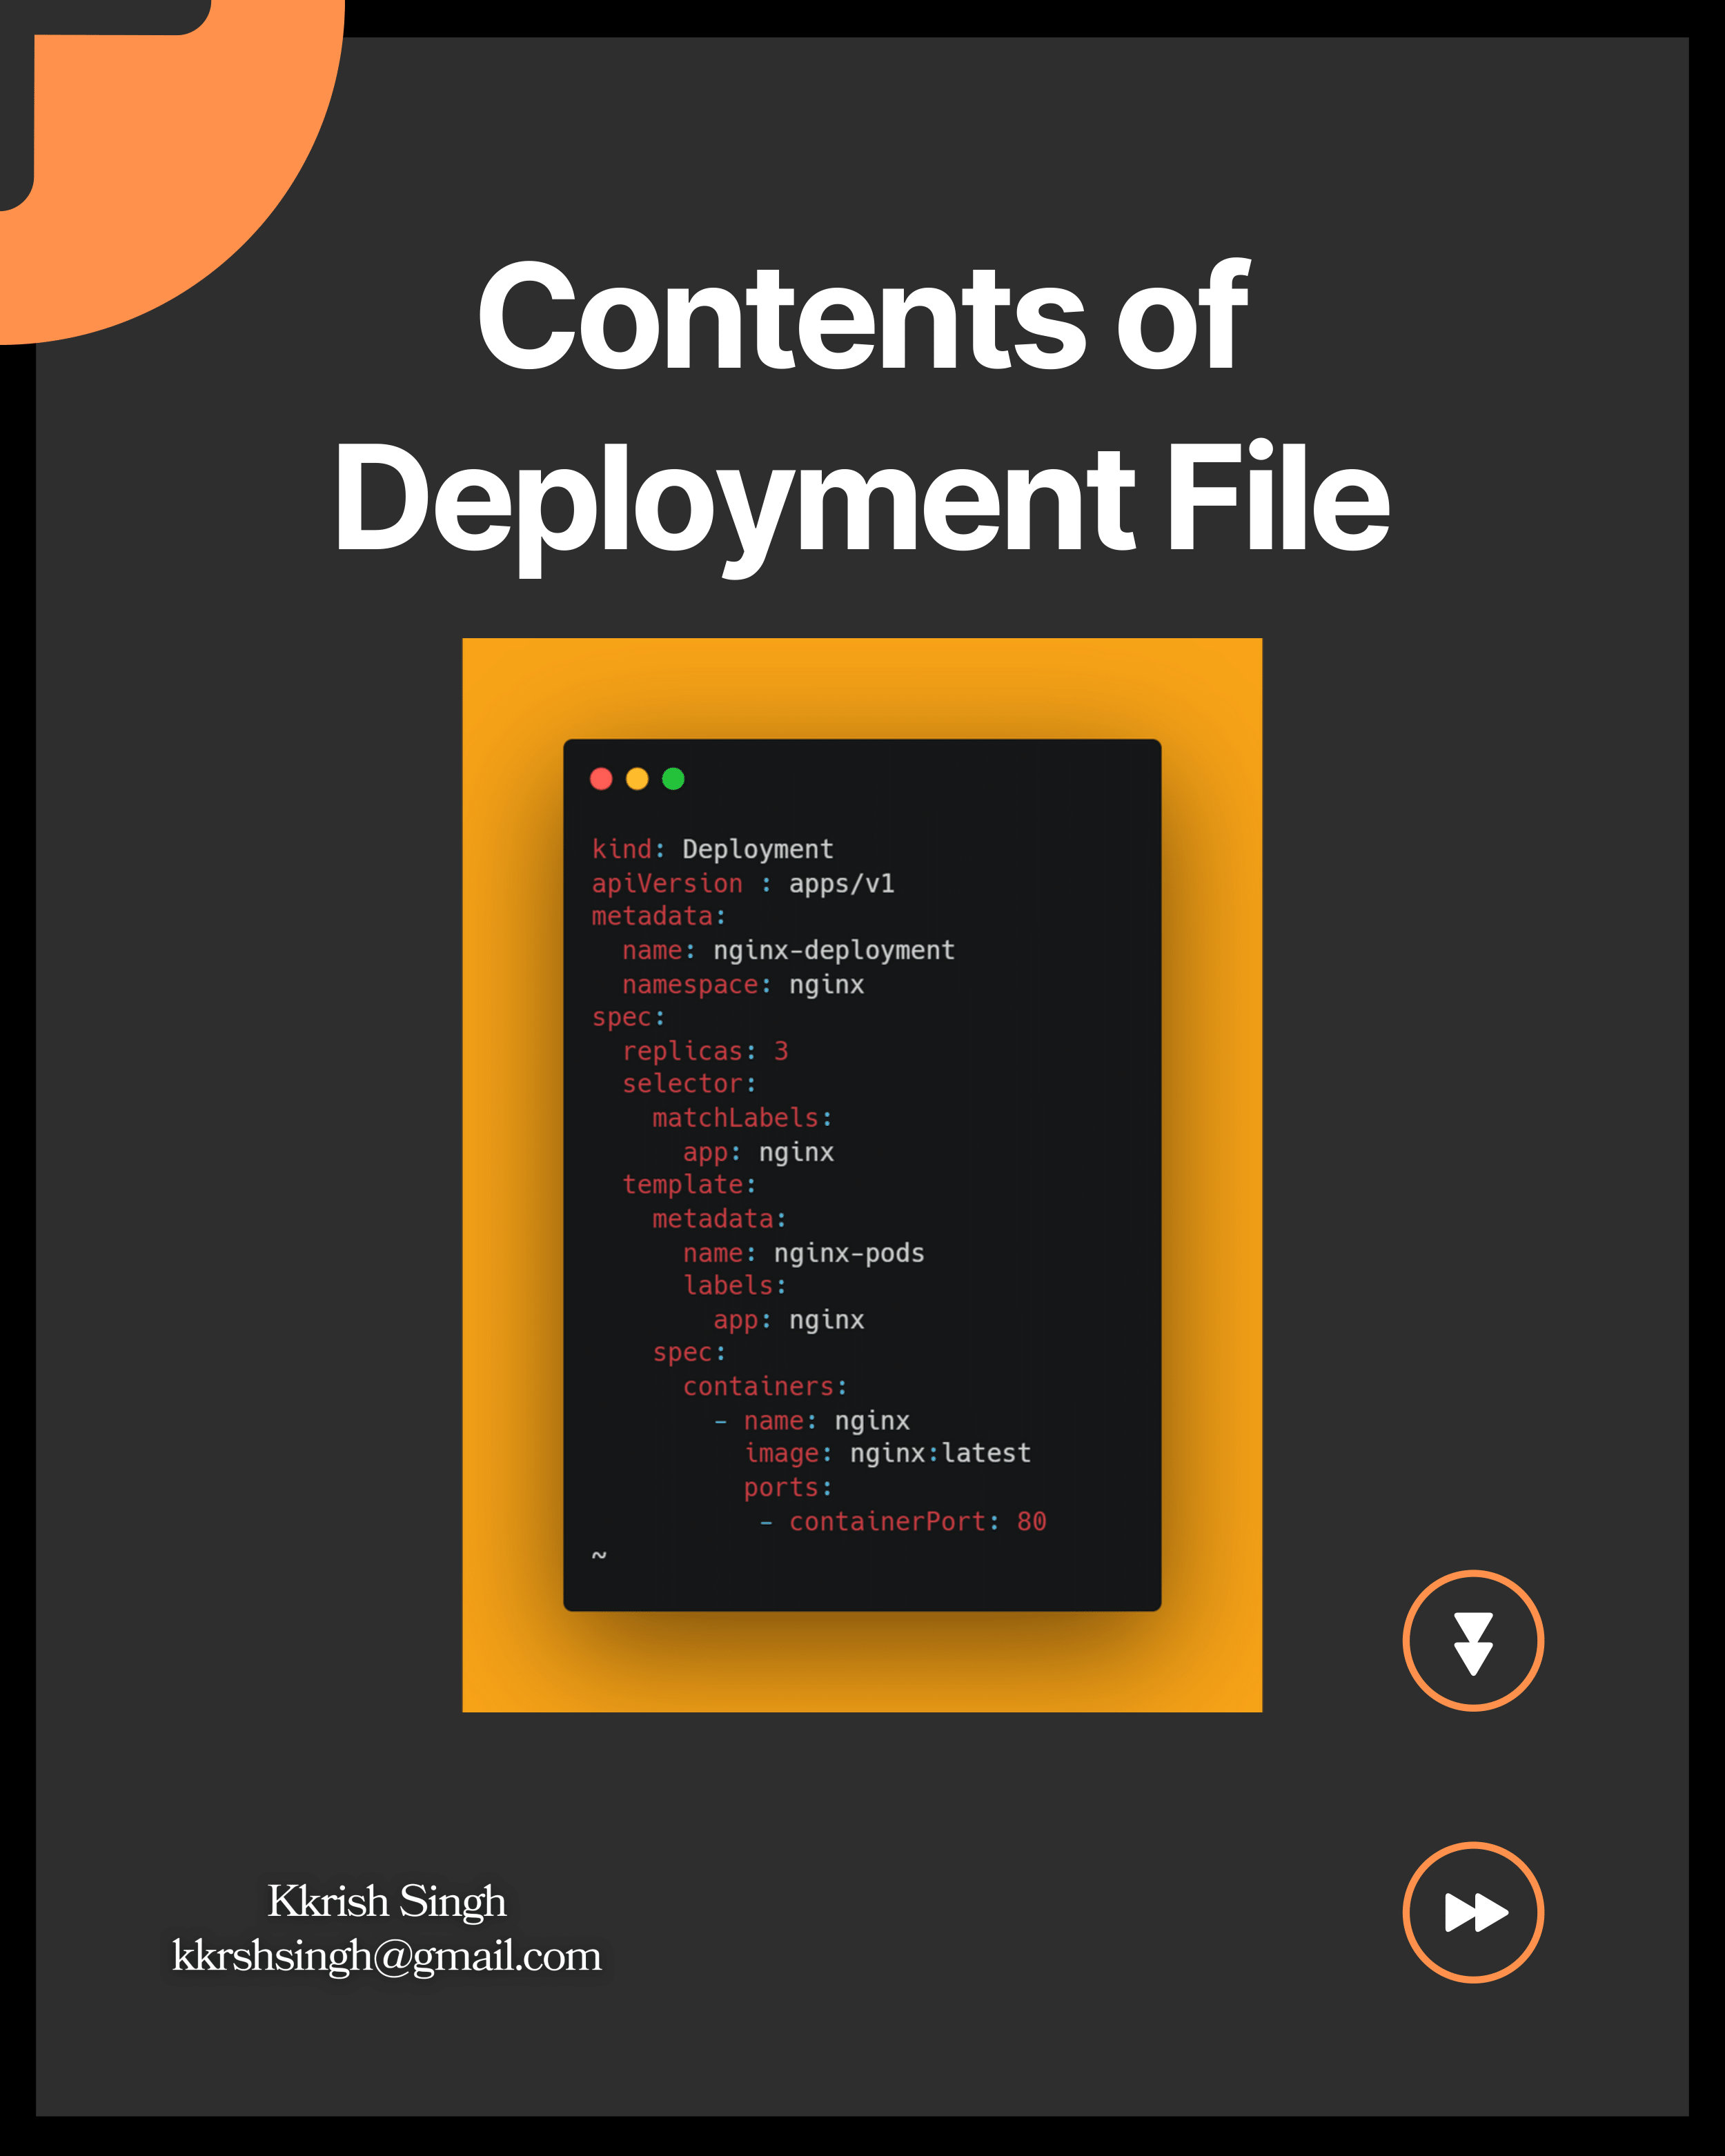 Contents of
Deployment File
kind: Deployment
apiVersion : apps/v1
metadata:
  name: nginx-deployment
  namespace: nginx
spec:
  replicas: 3
  selector:
    matchLabels:
      app: nginx
  template:
    metadata:
      name: nginx-pods
      labels:
        app: nginx
    spec:
      containers:
        - name: nginx
          image: nginx:latest
          ports:
           - containerPort: 80
~
Kkrish Singh
kkrshsingh@gmail.com